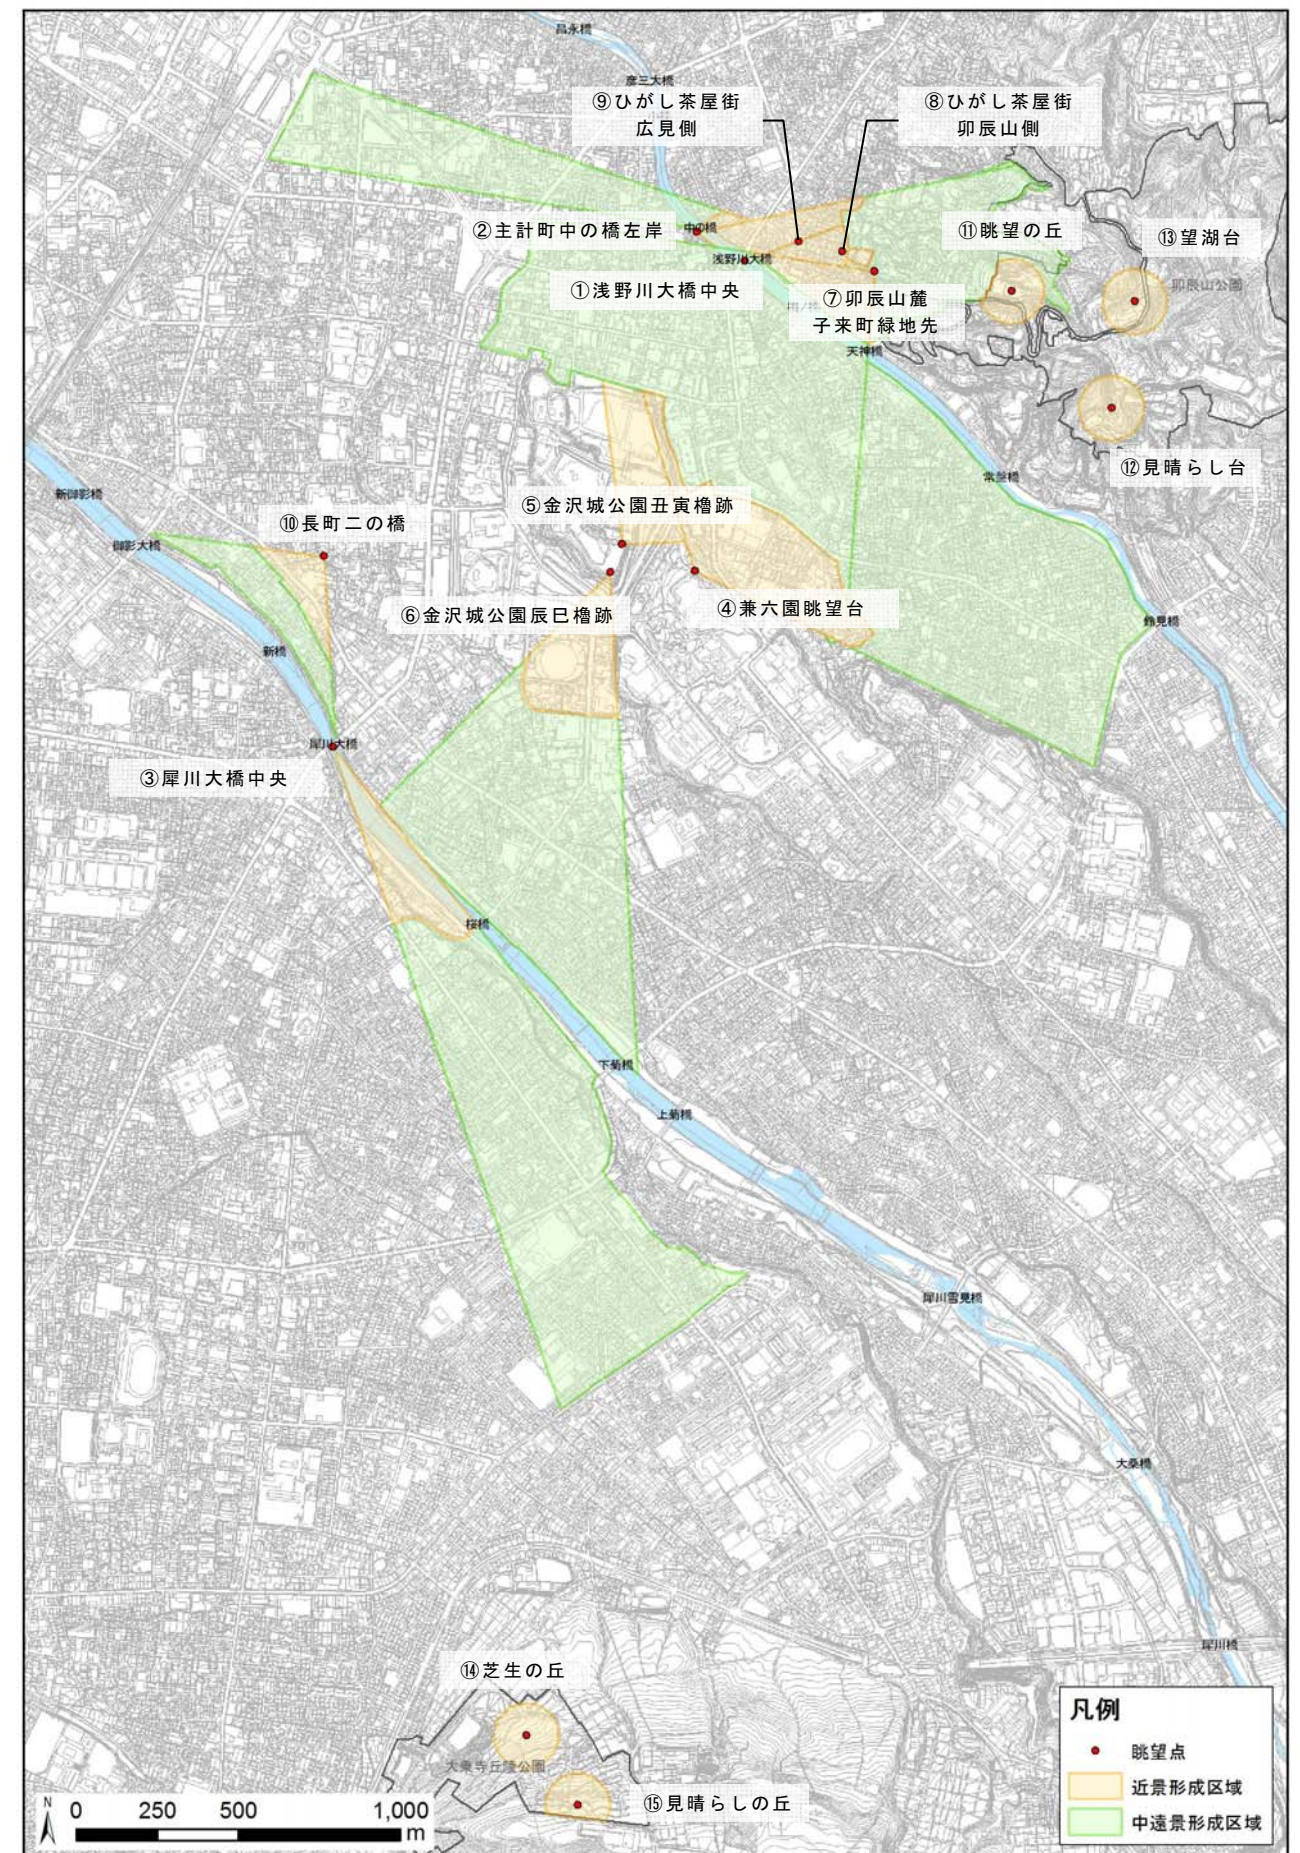 昌永橋
彦三大橋
⑨ひがし茶屋街
広見側
⑧ひがし茶屋街
卯辰山側
②主計町中の橋左岸
中の橋
⑪眺望の丘
⑬望湖台
浅野川大橋
①浅野川大橋中央
⑦卯辰山麓
子来町緑地先
卯辰山公園
天神橋
⑫見晴らし台
常盤橋
新御影橋
⑤金沢城公園丑寅櫓跡
⑩長町二の橋
御影大橋
⑥金沢城公園辰巳櫓跡
④兼六園眺望台
鈴見橋
新橋
犀川大橋
③犀川大橋中央
桜橋
下菊橋
上菊橋
犀川雪見橋
大桑橋
犀川橋
⑭芝生の丘
大乗寺丘陵公園
⑮見晴らしの丘
N
0 250 500 1,000
m
凡例
眺望点
近景形成区域
中遠景形成区域